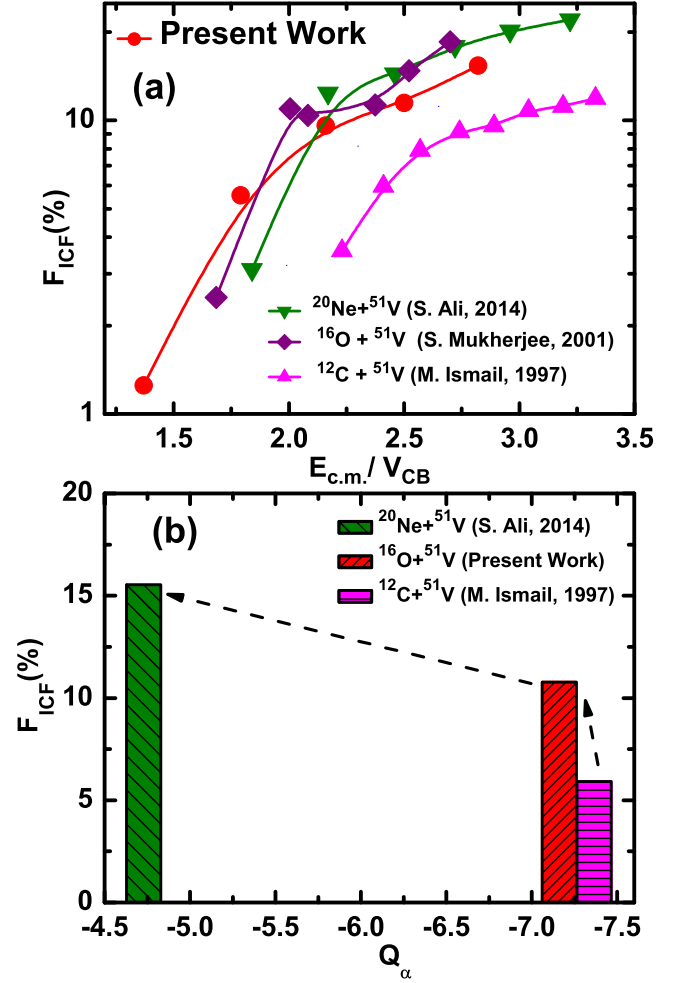 Present Work
(a)
10
1
F_ICF(%)
²⁰Ne+⁵¹V (S. Ali, 2014)
¹⁶O + ⁵¹V (S. Mukherjee, 2001)
¹²C + ⁵¹V (M. Ismail, 1997)
1.5 2.0 2.5 3.0 3.5
E_c.m./ V_CB
(b)
20
15
10
5
0
F_ICF(%)
²⁰Ne+⁵¹V (S. Ali, 2014)
¹⁶O+⁵¹V (Present Work)
¹²C+⁵¹V (M. Ismail, 1997)
-4.5 -5.0 -5.5 -6.0 -6.5 -7.0 -7.5
Q_α